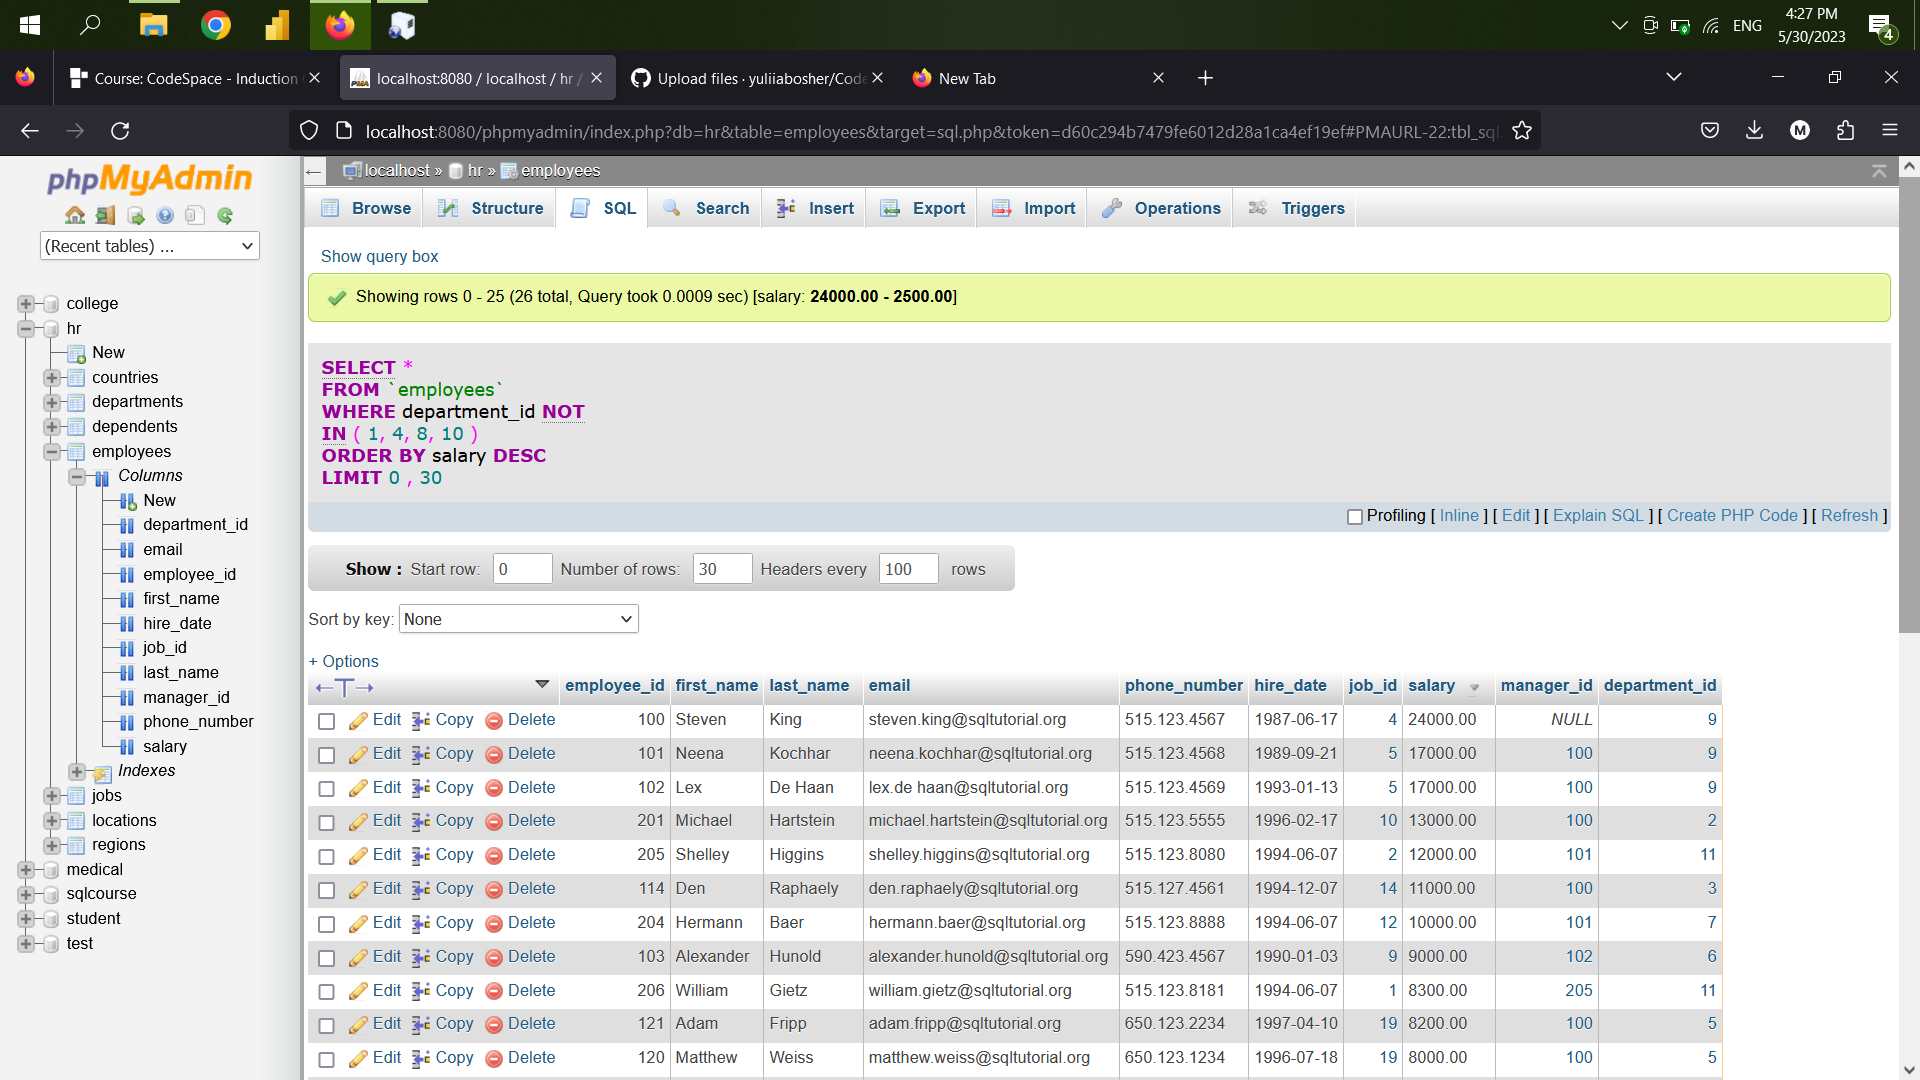 ENG
4:27 PM
5/30/2023
4
Course: CodeSpace - Induction
localhost:8080 / localhost / hr /
Upload files · yuliiabosher/Code
New Tab
localhost:8080/phpmyadmin/index.php?db=hr&table=employees&target=sql.php&token=d60c294b7479fe6012d28a1ca4ef19ef#PMAURL-22:tbl_sql
M
phpMyAdmin
(Recent tables) ...
college
hr
New
countries
departments
dependents
employees
Columns
New
department_id
email
employee_id
first_name
hire_date
job_id
last_name
manager_id
phone_number
salary
Indexes
jobs
locations
regions
medical
sqlcourse
student
test
localhost » hr » employees
Browse Structure SQL Search Insert Export Import Operations Triggers
Show query box
Showing rows 0 - 25 (26 total, Query took 0.0009 sec) [salary: 24000.00 - 2500.00]
SELECT *
FROM `employees`
WHERE department_id NOT
IN ( 1, 4, 8, 10 )
ORDER BY salary DESC
LIMIT 0 , 30
Profiling [ Inline ] [ Edit ] [ Explain SQL ] [ Create PHP Code ] [ Refresh ]
Show : Start row: 0 Number of rows: 30 Headers every 100 rows
Sort by key: None
+ Options
employee_id first_name last_name email phone_number hire_date job_id salary manager_id department_id
Edit Copy Delete 100 Steven King steven.king@sqltutorial.org 515.123.4567 1987-06-17 4 24000.00 NULL 9
Edit Copy Delete 101 Neena Kochhar neena.kochhar@sqltutorial.org 515.123.4568 1989-09-21 5 17000.00 100 9
Edit Copy Delete 102 Lex De Haan lex.de haan@sqltutorial.org 515.123.4569 1993-01-13 5 17000.00 100 9
Edit Copy Delete 201 Michael Hartstein michael.hartstein@sqltutorial.org 515.123.5555 1996-02-17 10 13000.00 100 2
Edit Copy Delete 205 Shelley Higgins shelley.higgins@sqltutorial.org 515.123.8080 1994-06-07 2 12000.00 101 11
Edit Copy Delete 114 Den Raphaely den.raphaely@sqltutorial.org 515.127.4561 1994-12-07 14 11000.00 100 3
Edit Copy Delete 204 Hermann Baer hermann.baer@sqltutorial.org 515.123.8888 1994-06-07 12 10000.00 101 7
Edit Copy Delete 103 Alexander Hunold alexander.hunold@sqltutorial.org 590.423.4567 1990-01-03 9 9000.00 102 6
Edit Copy Delete 206 William Gietz william.gietz@sqltutorial.org 515.123.8181 1994-06-07 1 8300.00 205 11
Edit Copy Delete 121 Adam Fripp adam.fripp@sqltutorial.org 650.123.2234 1997-04-10 19 8200.00 100 5
Edit Copy Delete 120 Matthew Weiss matthew.weiss@sqltutorial.org 650.123.1234 1996-07-18 19 8000.00 100 5